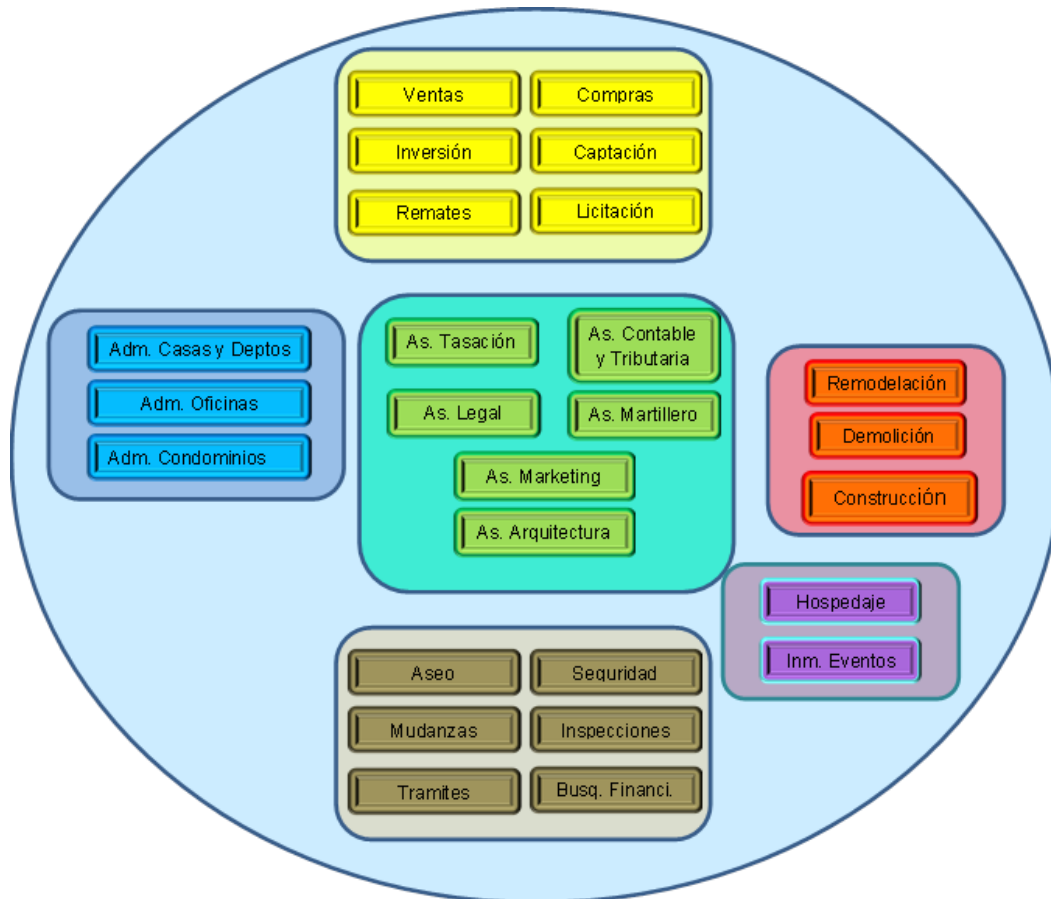 Ventas
Compras
Inversión
Captación
Remates
Licitación
Adm. Casas y Deptos
Adm. Oficinas
Adm. Condominios
As. Tasación
As. Contable
y Tributaria
As. Legal
As. Martillero
As. Marketing
As. Arquitectura
Remodelación
Demolición
Construcción
Hospedaje
Inm. Eventos
Aseo
Seguridad
Mudanzas
Inspecciones
Tramites
Busq. Financi.